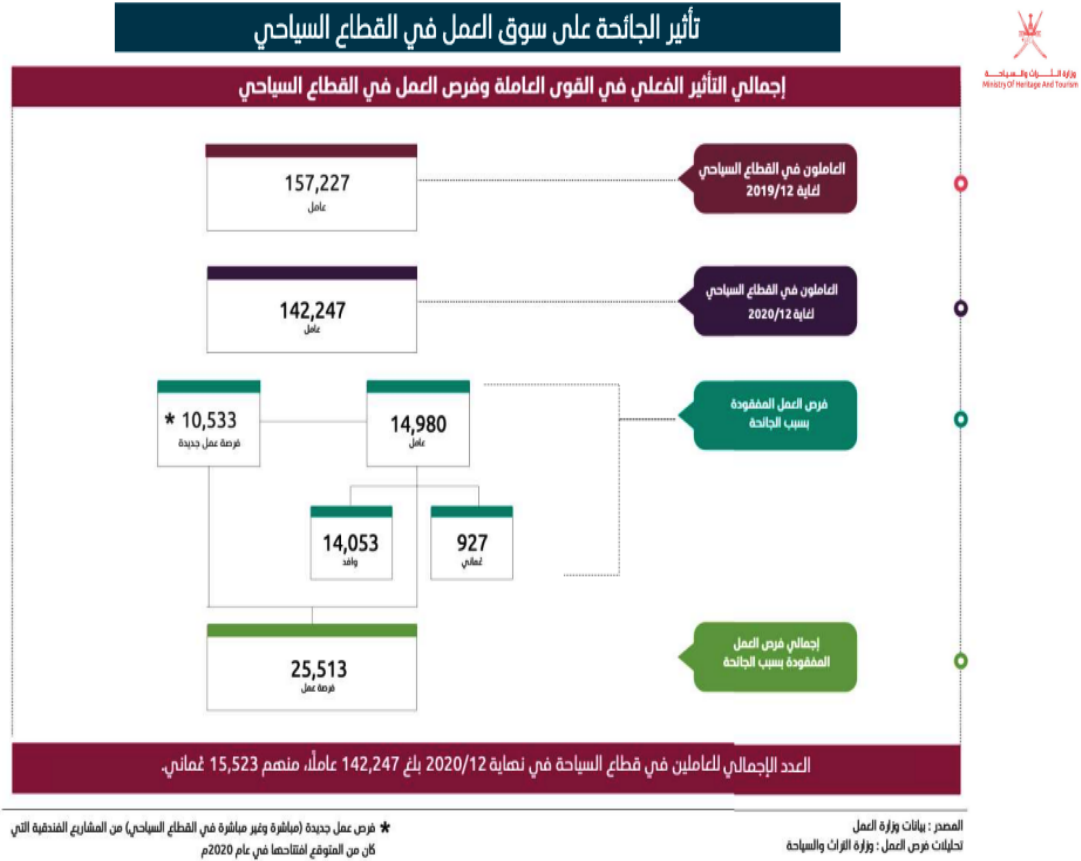 تأثير الجائحة على سوق العمل في القطاع السياحي
وزارة التـــراث والـسـيـاحـــة
Ministry Of Heritage And Tourism
إجمالي التأثير الفعلي في القوى العاملة وفرص العمل في القطاع السياحي
العاملون في القطاع السياحي
لغاية 2019/12
157,227
عامل
العاملون في القطاع السياحي
لغاية 2020/12
142,247
عامل
فرص العمل المفقودة
بسبب الجائحة
14,980
عامل
10,533 *
فرصة عمل جديدة
927
عُماني
14,053
وافد
إجمالي فرص العمل
المفقودة بسبب الجائحة
25,513
فرصة عمل
العدد الإجمالي للعاملين في قطاع السياحة في نهاية 2020/12 بلغ 142,247 عاملًا، منهم 15,523 عُماني.
المصدر : بيانات وزارة العمل
تحليلات فرص العمل : وزارة التراث والسياحة
* فرص عمل جديدة (مباشرة وغير مباشرة في القطاع السياحي) من المشاريع الفندقية التي
كان من المتوقع افتتاحها في عام 2020م